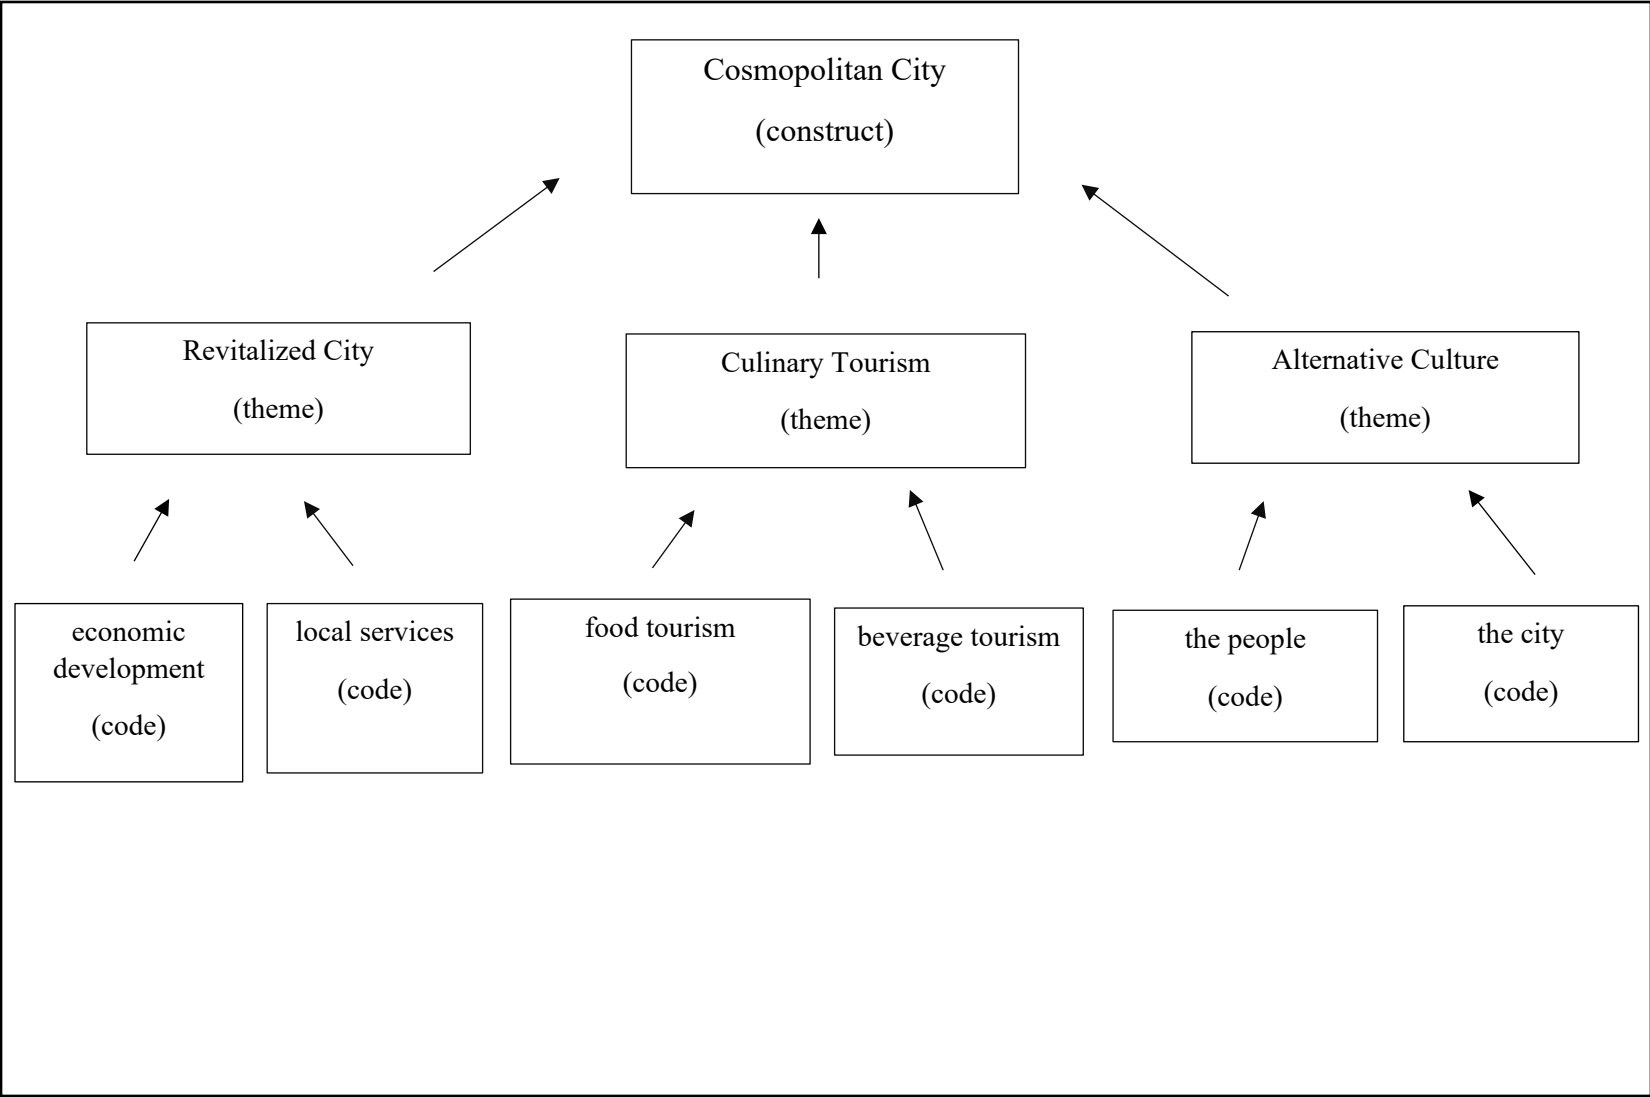 Cosmopolitan City
(construct)
Revitalized City
(theme)
Culinary Tourism
(theme)
Alternative Culture
(theme)
economic
development
(code)
local services
(code)
food tourism
(code)
beverage tourism
(code)
the people
(code)
the city
(code)